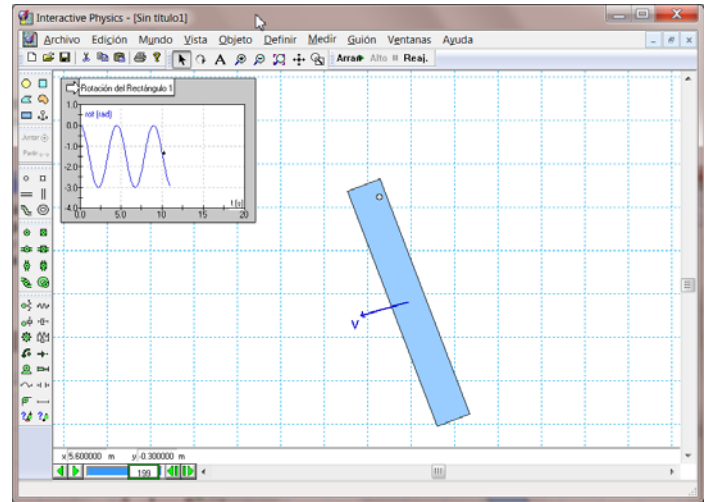 Interactive Physics - [Sin título1]
Archivo Edición Mundo Vista Objeto Definir Medir Guión Ventanas Ayuda
A Arran Alto II Reaj.
Rotación del Rectángulo 1
rot (rad)
1.0
0.0
-1.0
-2.0
-3.0
-4.0
0.0 5.0 10 15 20
t (s)
V
x 5.600000 m y -0.300000 m
199